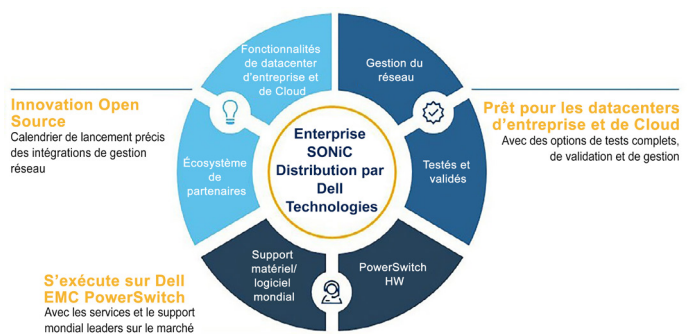 Fonctionnalités
de datacenter
d'entreprise et
de Cloud
Gestion du
réseau
Innovation Open
Source
Calendrier de lancement précis
des intégrations de gestion
réseau
Prêt pour les datacenters
d'entreprise et de Cloud
Avec des options de tests complets,
de validation et de gestion
Enterprise
SONiC
Distribution par
Dell
Technologies
Écosystème
de
partenaires
Testés et
validés
Support
matériel/
logiciel
mondial
PowerSwitch
HW
S'exécute sur Dell
EMC PowerSwitch
Avec les services et le support
mondial leaders sur le marché